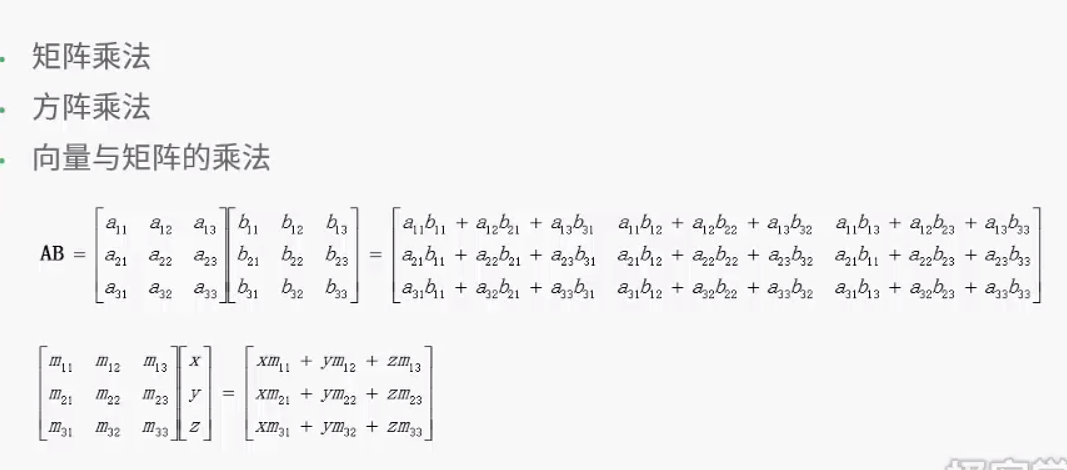 矩阵乘法
方阵乘法
向量与矩阵的乘法
a₁₁ a₁₂ a₁₃ b₁₁ b₁₂ b₁₃ a₁₁b₁₁ + a₁₂b₂₁ + a₁₃b₃₁ a₁₁b₁₂ + a₁₂b₂₂ + a₁₃b₃₂ a₁₁b₁₃ + a₁₂b₂₃ + a₁₃b₃₃
AB = a₂₁ a₂₂ a₂₃ b₂₁ b₂₂ b₂₃ = a₂₁b₁₁ + a₂₂b₂₁ + a₂₃b₃₁ a₂₁b₁₂ + a₂₂b₂₂ + a₂₃b₃₂ a₂₁b₁₁ + a₂₂b₂₃ + a₂₃b₃₃
a₃₁ a₃₂ a₃₃ b₃₁ b₃₂ b₃₃ a₃₁b₁₁ + a₃₂b₂₁ + a₃₃b₃₁ a₃₁b₁₂ + a₃₂b₂₂ + a₃₃b₃₂ a₃₁b₁₃ + a₃₂b₂₃ + a₃₃b₃₃
m₁₁ m₁₂ m₁₃ x xm₁₁ + ym₁₂ + zm₁₃
m₂₁ m₂₂ m₂₃ y = xm₂₁ + ym₂₂ + zm₂₃
m₃₁ m₃₂ m₃₃ z xm₃₁ + ym₃₂ + zm₃₃